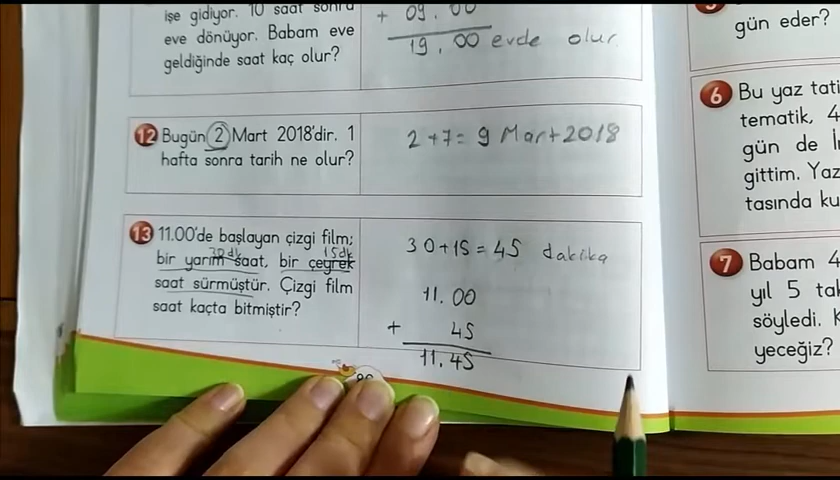 işe gidiyor. 10 saat sonra
eve dönüyor. Babam eve
geldiğinde saat kaç olur?
+ 09.00
19.00 evde olur.
12 Bugün 2 Mart 2018'dir. 1
hafta sonra tarih ne olur?
2+7= 9 Mart 2018
13 11.00'de başlayan çizgi film;
30dk 15dk
bir yarım saat, bir çeyrek
saat sürmüştür. Çizgi film
saat kaçta bitmiştir?
30+15=45 dakika
11.00
+ 45
11.45
gün eder?
6 Bu yaz tati
tematik, 4
gün de İ
gittim. Yaz
tasında ku
7 Babam 4
yıl 5 tak
söyledi. K
yeceğiz?